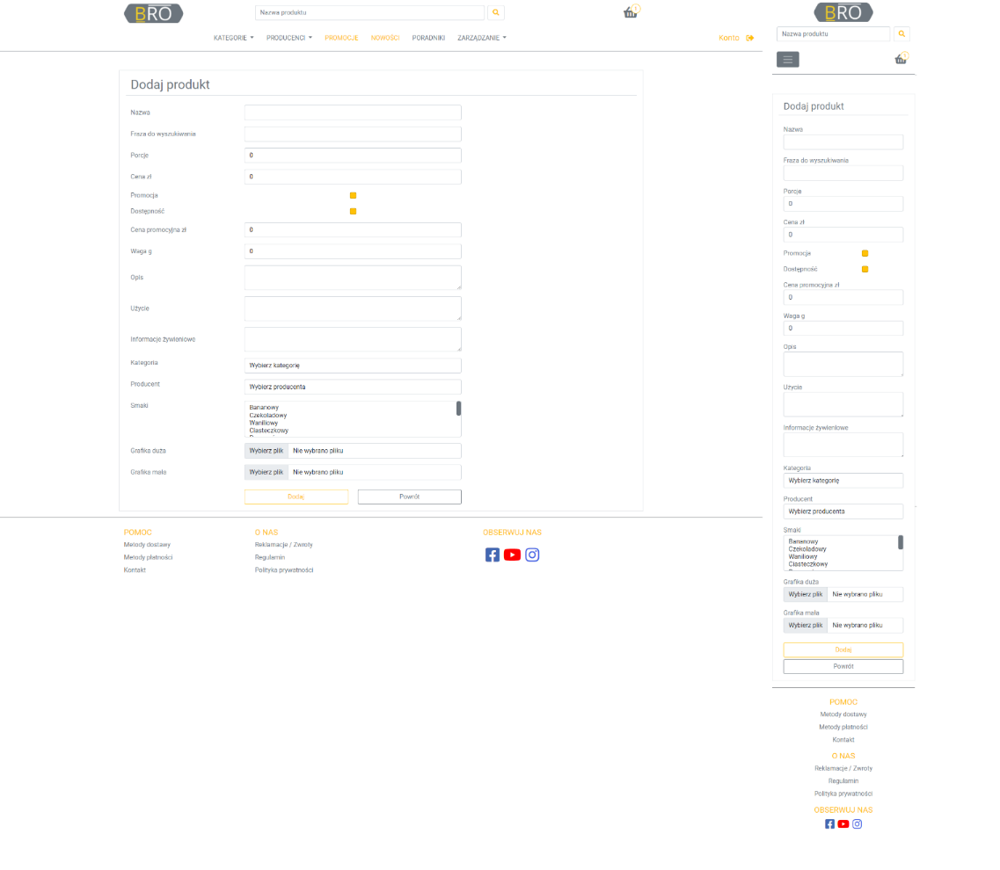 BRO
Nazwa produktu
1
KATEGORIE PRODUCENCI PROMOCJE NOWOŚCI PORADNIKI ZARZĄDZANIE Konto
Dodaj produkt
Nazwa
Fraza do wyszukiwania
Porcje 0
Cena zł 0
Promocja
Dostępność
Cena promocyjna zł 0
Waga g 0
Opis
Użycie
Informacje żywieniowe
Kategoria Wybierz kategorię
Producent Wybierz producenta
Smaki Bananowy
Czekoladowy
Waniliowy
Ciasteczkowy
Grafika duża Wybierz plik Nie wybrano pliku
Grafika mała Wybierz plik Nie wybrano pliku
Dodaj Powrót
POMOC O NAS OBSERWUJ NAS
Metody dostawy Reklamacje / Zwroty
Metody płatności Regulamin
Kontakt Polityka prywatności
BRO
Nazwa produktu
1
Dodaj produkt
Nazwa
Fraza do wyszukiwania
Porcje
0
Cena zł
0
Promocja
Dostępność
Cena promocyjna zł
0
Waga g
0
Opis
Użycie
Informacje żywieniowe
Kategoria
Wybierz kategorię
Producent
Wybierz producenta
Smaki
Bananowy
Czekoladowy
Waniliowy
Ciasteczkowy
Grafika duża
Wybierz plik Nie wybrano pliku
Grafika mała
Wybierz plik Nie wybrano pliku
Dodaj
Powrót
POMOC
Metody dostawy
Metody płatności
Kontakt
O NAS
Reklamacje / Zwroty
Regulamin
Polityka prywatności
OBSERWUJ NAS